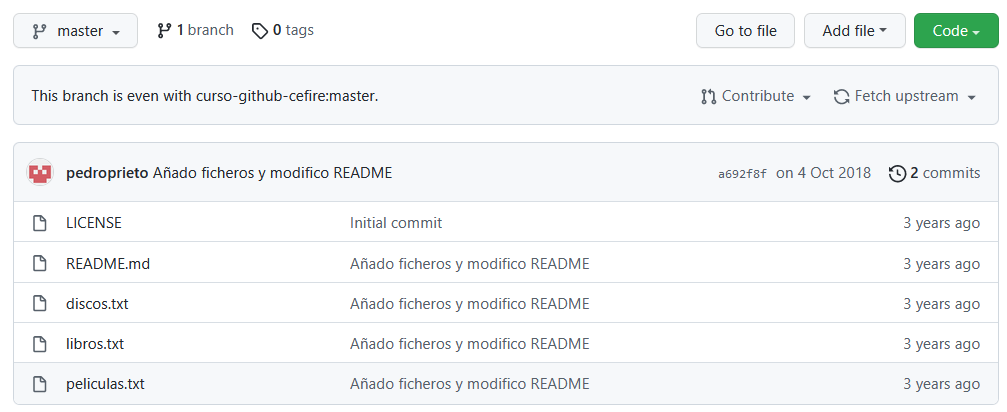 master 1 branch 0 tags Go to file Add file Code
This branch is even with curso-github-cefire:master. Contribute Fetch upstream
pedroprieto Añado ficheros y modifico README a692f8f on 4 Oct 2018 2 commits
LICENSE Initial commit 3 years ago
README.md Añado ficheros y modifico README 3 years ago
discos.txt Añado ficheros y modifico README 3 years ago
libros.txt Añado ficheros y modifico README 3 years ago
peliculas.txt Añado ficheros y modifico README 3 years ago